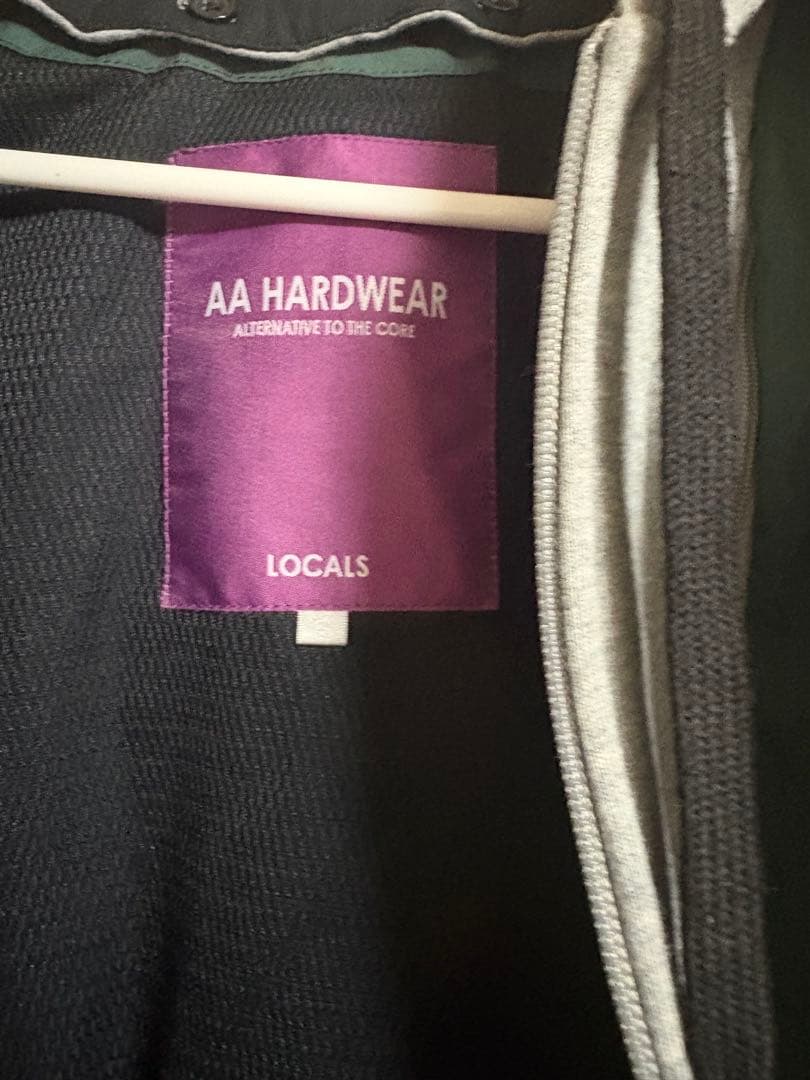 AA HARDWEAR
ALTERNATIVE TO THE CORE
LOCALS